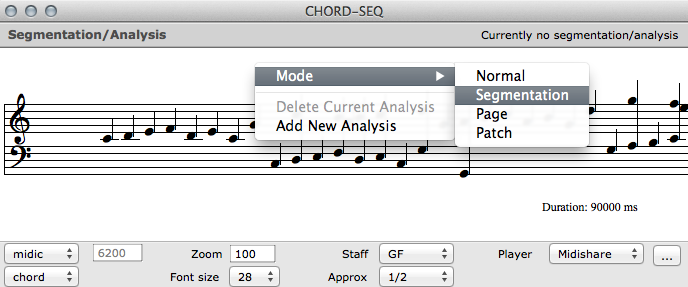 CHORD-SEQ
Segmentation/Analysis Currently no segmentation/analysis
Mode Normal
Segmentation
Delete Current Analysis Page
Add New Analysis Patch
Duration: 90000 ms
midic 6200 Zoom 100 Staff GF Player Midishare ...
chord Font size 28 Approx 1/2